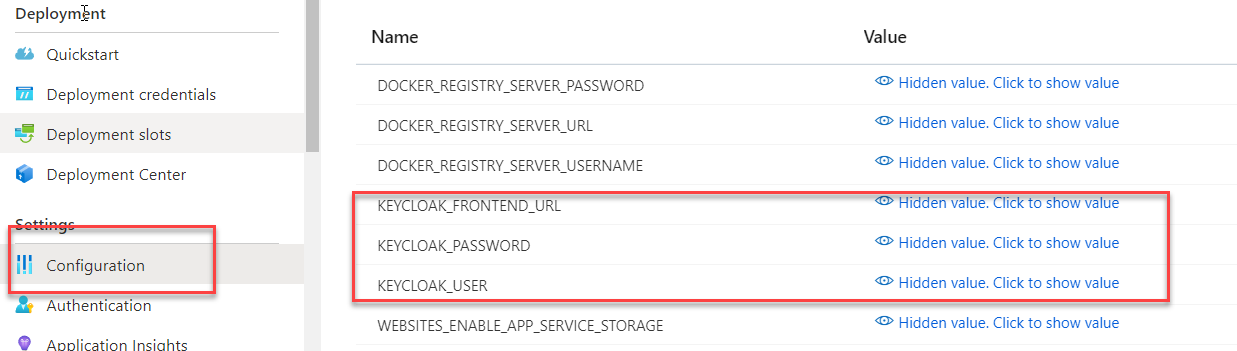 Deployment
Quickstart
Deployment credentials
Deployment slots
Deployment Center
Settings
Configuration
Authentication
Application Insights
Name Value
DOCKER_REGISTRY_SERVER_PASSWORD Hidden value. Click to show value
DOCKER_REGISTRY_SERVER_URL Hidden value. Click to show value
DOCKER_REGISTRY_SERVER_USERNAME Hidden value. Click to show value
KEYCLOAK_FRONTEND_URL Hidden value. Click to show value
KEYCLOAK_PASSWORD Hidden value. Click to show value
KEYCLOAK_USER Hidden value. Click to show value
WEBSITES_ENABLE_APP_SERVICE_STORAGE Hidden value. Click to show value